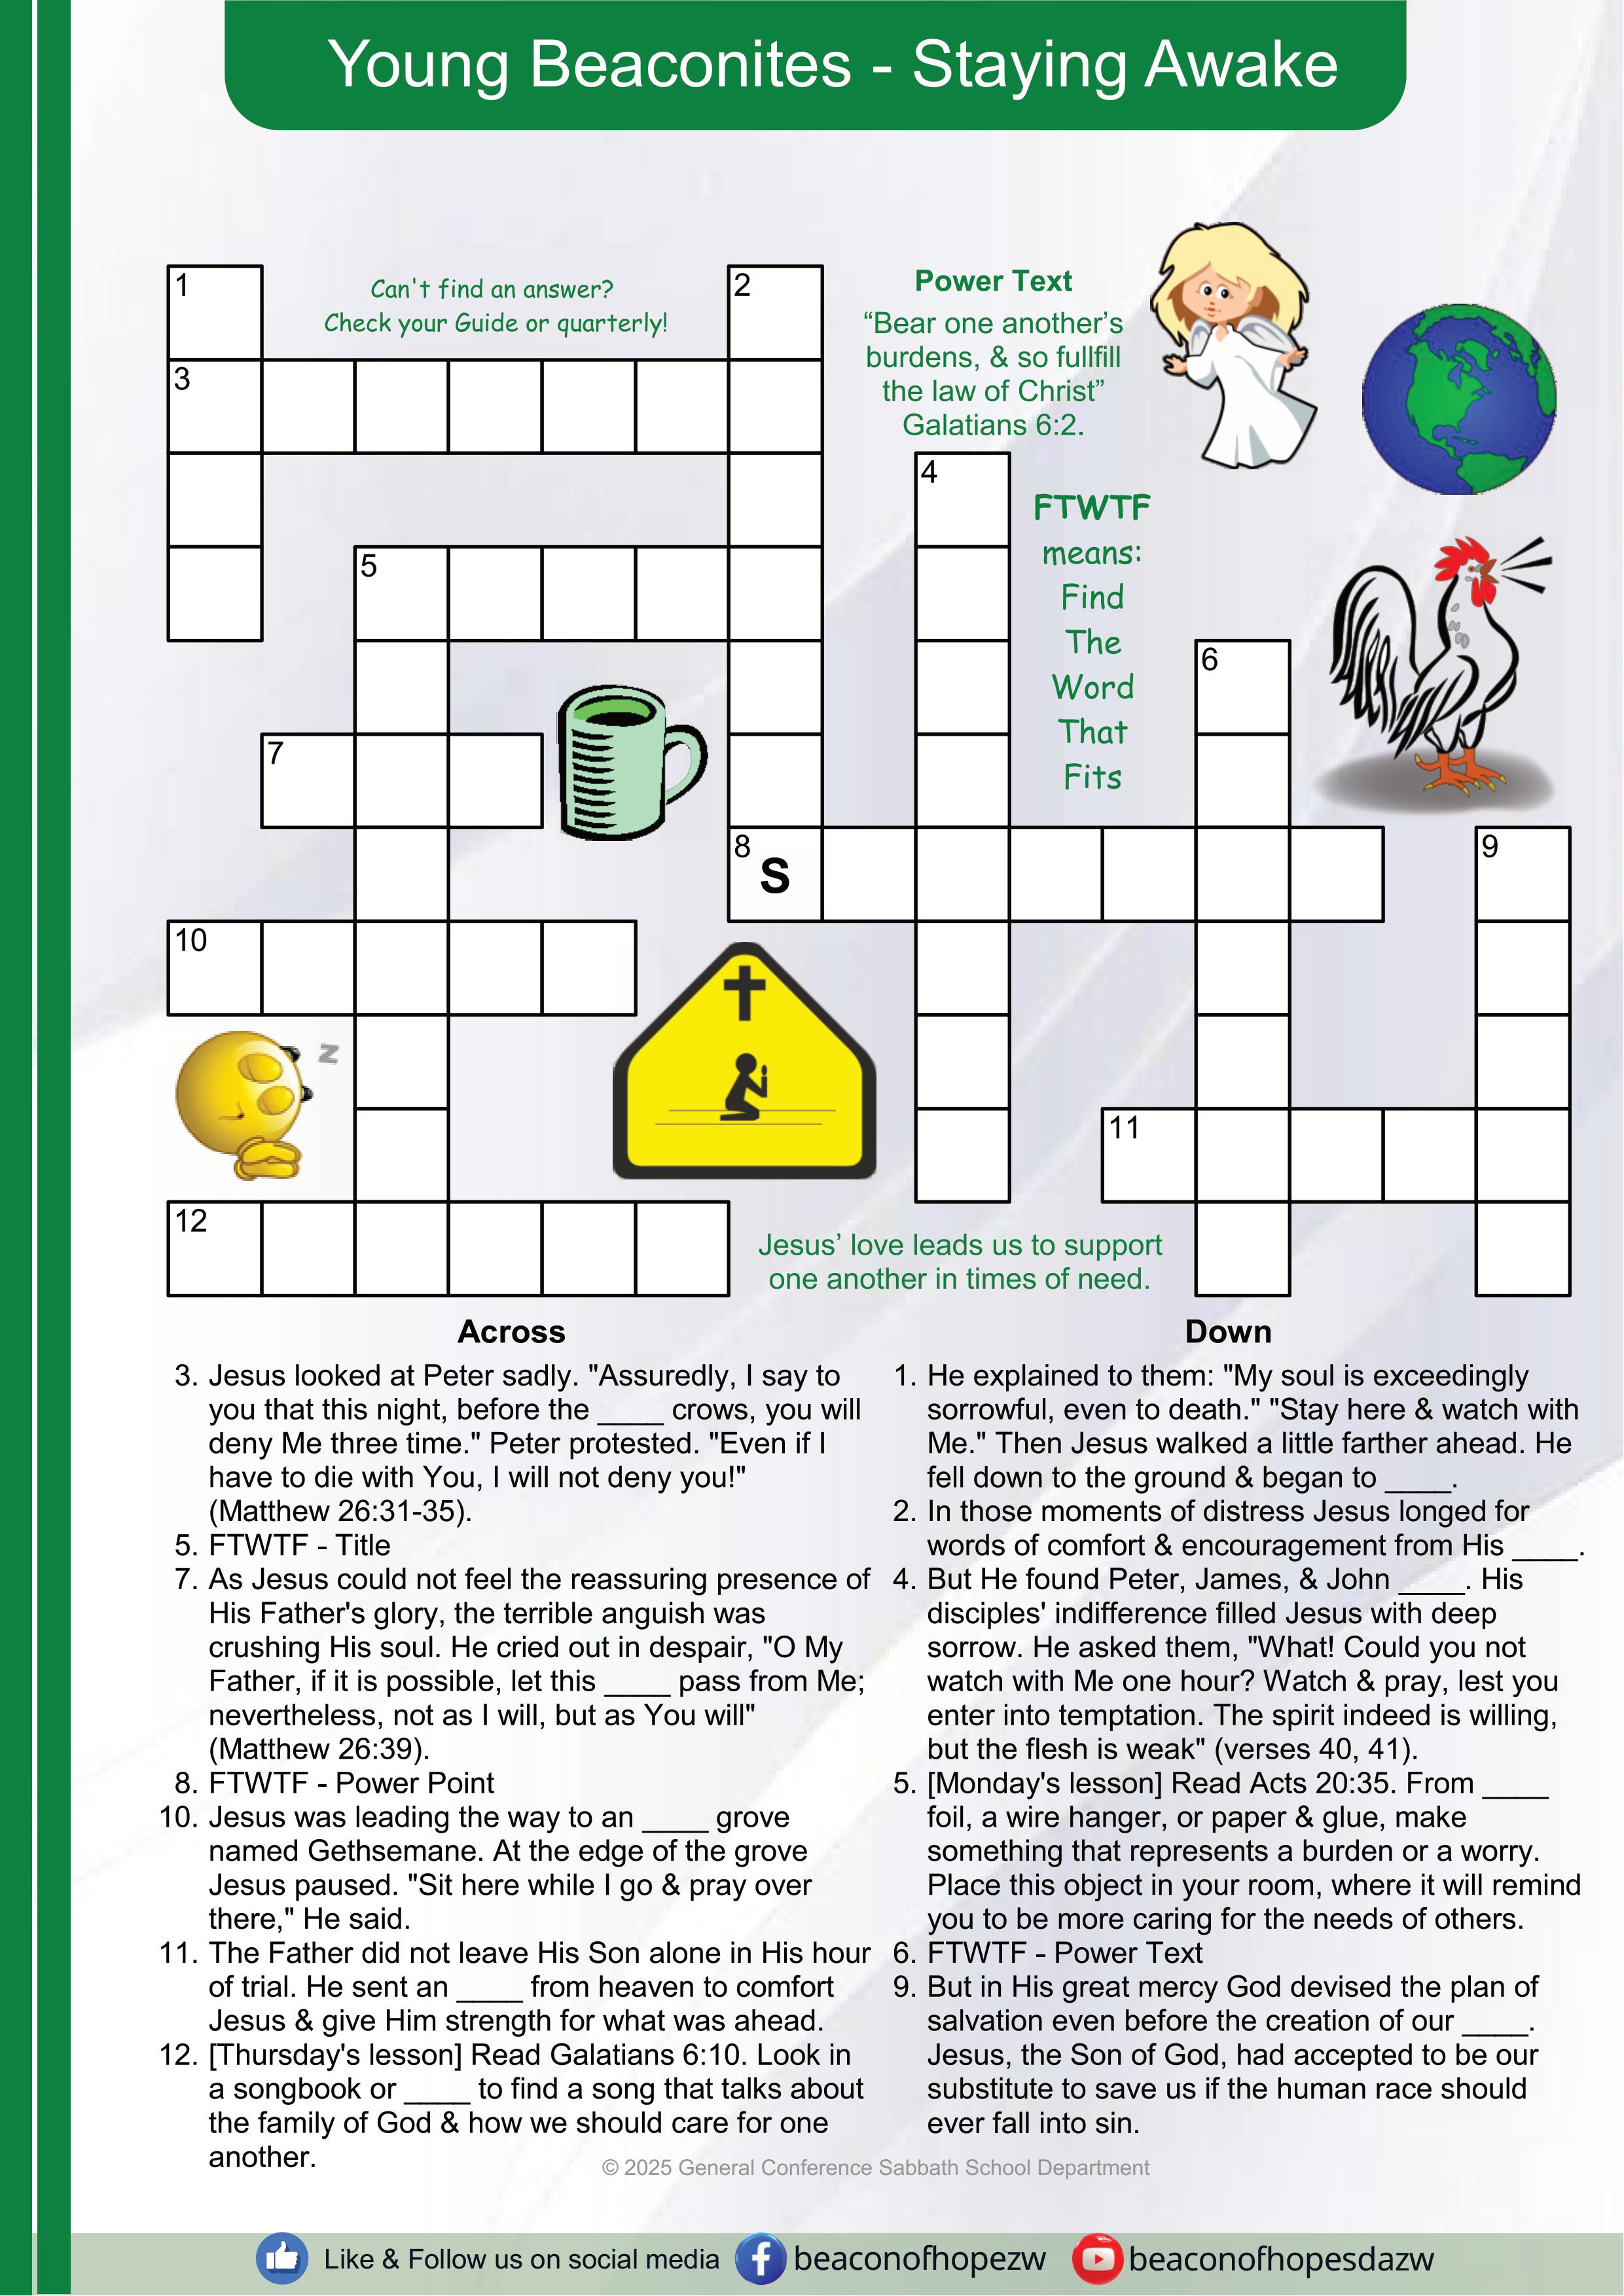 Young Beaconites - Staying Awake
1
Can't find an answer?
Check your Guide or quarterly!
2
Power Text
“Bear one another’s
burdens, & so fullfill
the law of Christ”
Galatians 6:2.
3
4
FTWTF
means:
Find
The
Word
That
Fits
5
6
7
8
S
9
10
z
11
12
Jesus’ love leads us to support
one another in times of need.
Across
3. Jesus looked at Peter sadly. "Assuredly, I say to
you that this night, before the ____ crows, you will
deny Me three time." Peter protested. "Even if I
have to die with You, I will not deny you!"
(Matthew 26:31-35).
5. FTWTF - Title
7. As Jesus could not feel the reassuring presence of
His Father's glory, the terrible anguish was
crushing His soul. He cried out in despair, "O My
Father, if it is possible, let this ____ pass from Me;
nevertheless, not as I will, but as You will"
(Matthew 26:39).
8. FTWTF - Power Point
10. Jesus was leading the way to an ____ grove
named Gethsemane. At the edge of the grove
Jesus paused. "Sit here while I go & pray over
there," He said.
11. The Father did not leave His Son alone in His hour
of trial. He sent an ____ from heaven to comfort
Jesus & give Him strength for what was ahead.
12. [Thursday's lesson] Read Galatians 6:10. Look in
a songbook or ____ to find a song that talks about
the family of God & how we should care for one
another.
Down
1. He explained to them: "My soul is exceedingly
sorrowful, even to death." "Stay here & watch with
Me." Then Jesus walked a little farther ahead. He
fell down to the ground & began to ____.
2. In those moments of distress Jesus longed for
words of comfort & encouragement from His ____.
4. But He found Peter, James, & John ____. His
disciples' indifference filled Jesus with deep
sorrow. He asked them, "What! Could you not
watch with Me one hour? Watch & pray, lest you
enter into temptation. The spirit indeed is willing,
but the flesh is weak" (verses 40, 41).
5. [Monday's lesson] Read Acts 20:35. From ____
foil, a wire hanger, or paper & glue, make
something that represents a burden or a worry.
Place this object in your room, where it will remind
you to be more caring for the needs of others.
6. FTWTF - Power Text
9. But in His great mercy God devised the plan of
salvation even before the creation of our ____.
Jesus, the Son of God, had accepted to be our
substitute to save us if the human race should
ever fall into sin.
© 2025 General Conference Sabbath School Department
Like & Follow us on social media
beaconofhopezw
beaconofhopesdazw